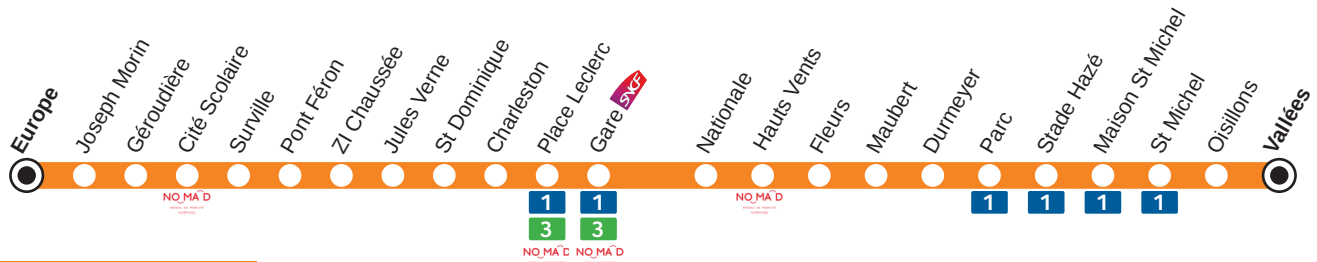 Europe
Joseph Morin
Géroudière
Cité Scolaire
Surville
Pont Féron
ZI Chaussée
Jules Verne
St Dominique
Charleston
Place Leclerc
Gare SNCF
Nationale
Hauts Vents
Fleurs
Maubert
Durmeyer
Parc
Stade Hazé
Maison St Michel
St Michel
Oisillons
Vallées
NOMAD
1 1
3 3
NOMAD NOMAD
NOMAD
1 1 1 1